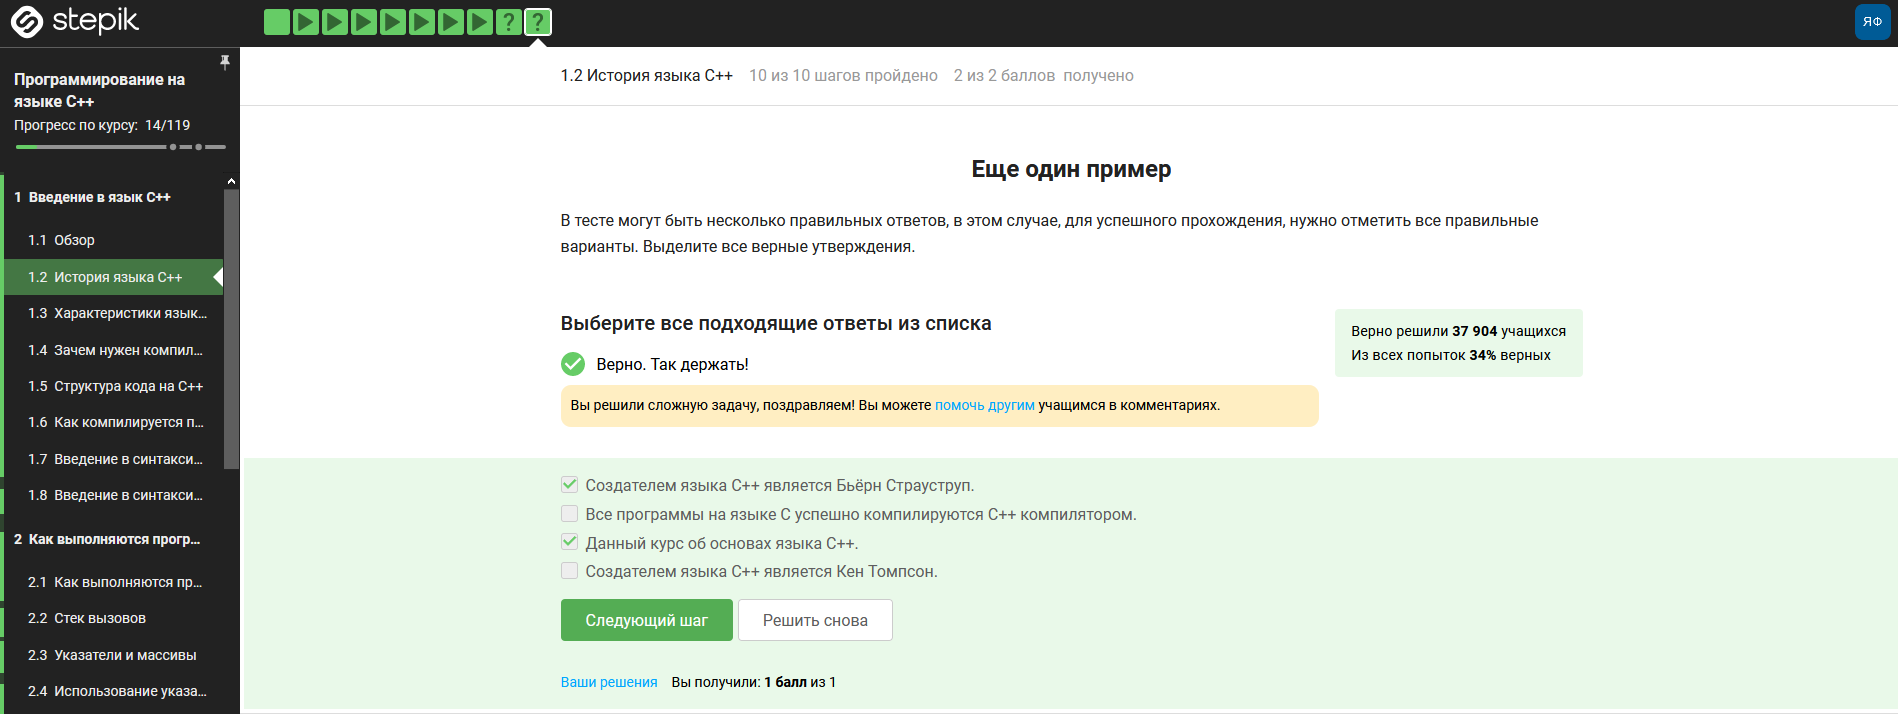 stepik
? ?
ЯФ
Программирование на
языке C++
Прогресс по курсу: 14/119
1 Введение в язык C++
1.1 Обзор
1.2 История языка C++
1.3 Характеристики язык...
1.4 Зачем нужен компил...
1.5 Структура кода на C++
1.6 Как компилируется п...
1.7 Введение в синтакси...
1.8 Введение в синтакси...
2 Как выполняются прогр...
2.1 Как выполняются пр...
2.2 Стек вызовов
2.3 Указатели и массивы
2.4 Использование указа...
1.2 История языка C++ 10 из 10 шагов пройдено 2 из 2 баллов получено
Еще один пример
В тесте могут быть несколько правильных ответов, в этом случае, для успешного прохождения, нужно отметить все правильные
варианты. Выделите все верные утверждения.
Выберите все подходящие ответы из списка
Верно. Так держать!
Вы решили сложную задачу, поздравляем! Вы можете помочь другим учащимся в комментариях.
Верно решили 37 904 учащихся
Из всех попыток 34% верных
Создателем языка C++ является Бьёрн Страуструп.
Все программы на языке C успешно компилируются C++ компилятором.
Данный курс об основах языка C++.
Создателем языка C++ является Кен Томпсон.
Следующий шаг Решить снова
Ваши решения Вы получили: 1 балл из 1